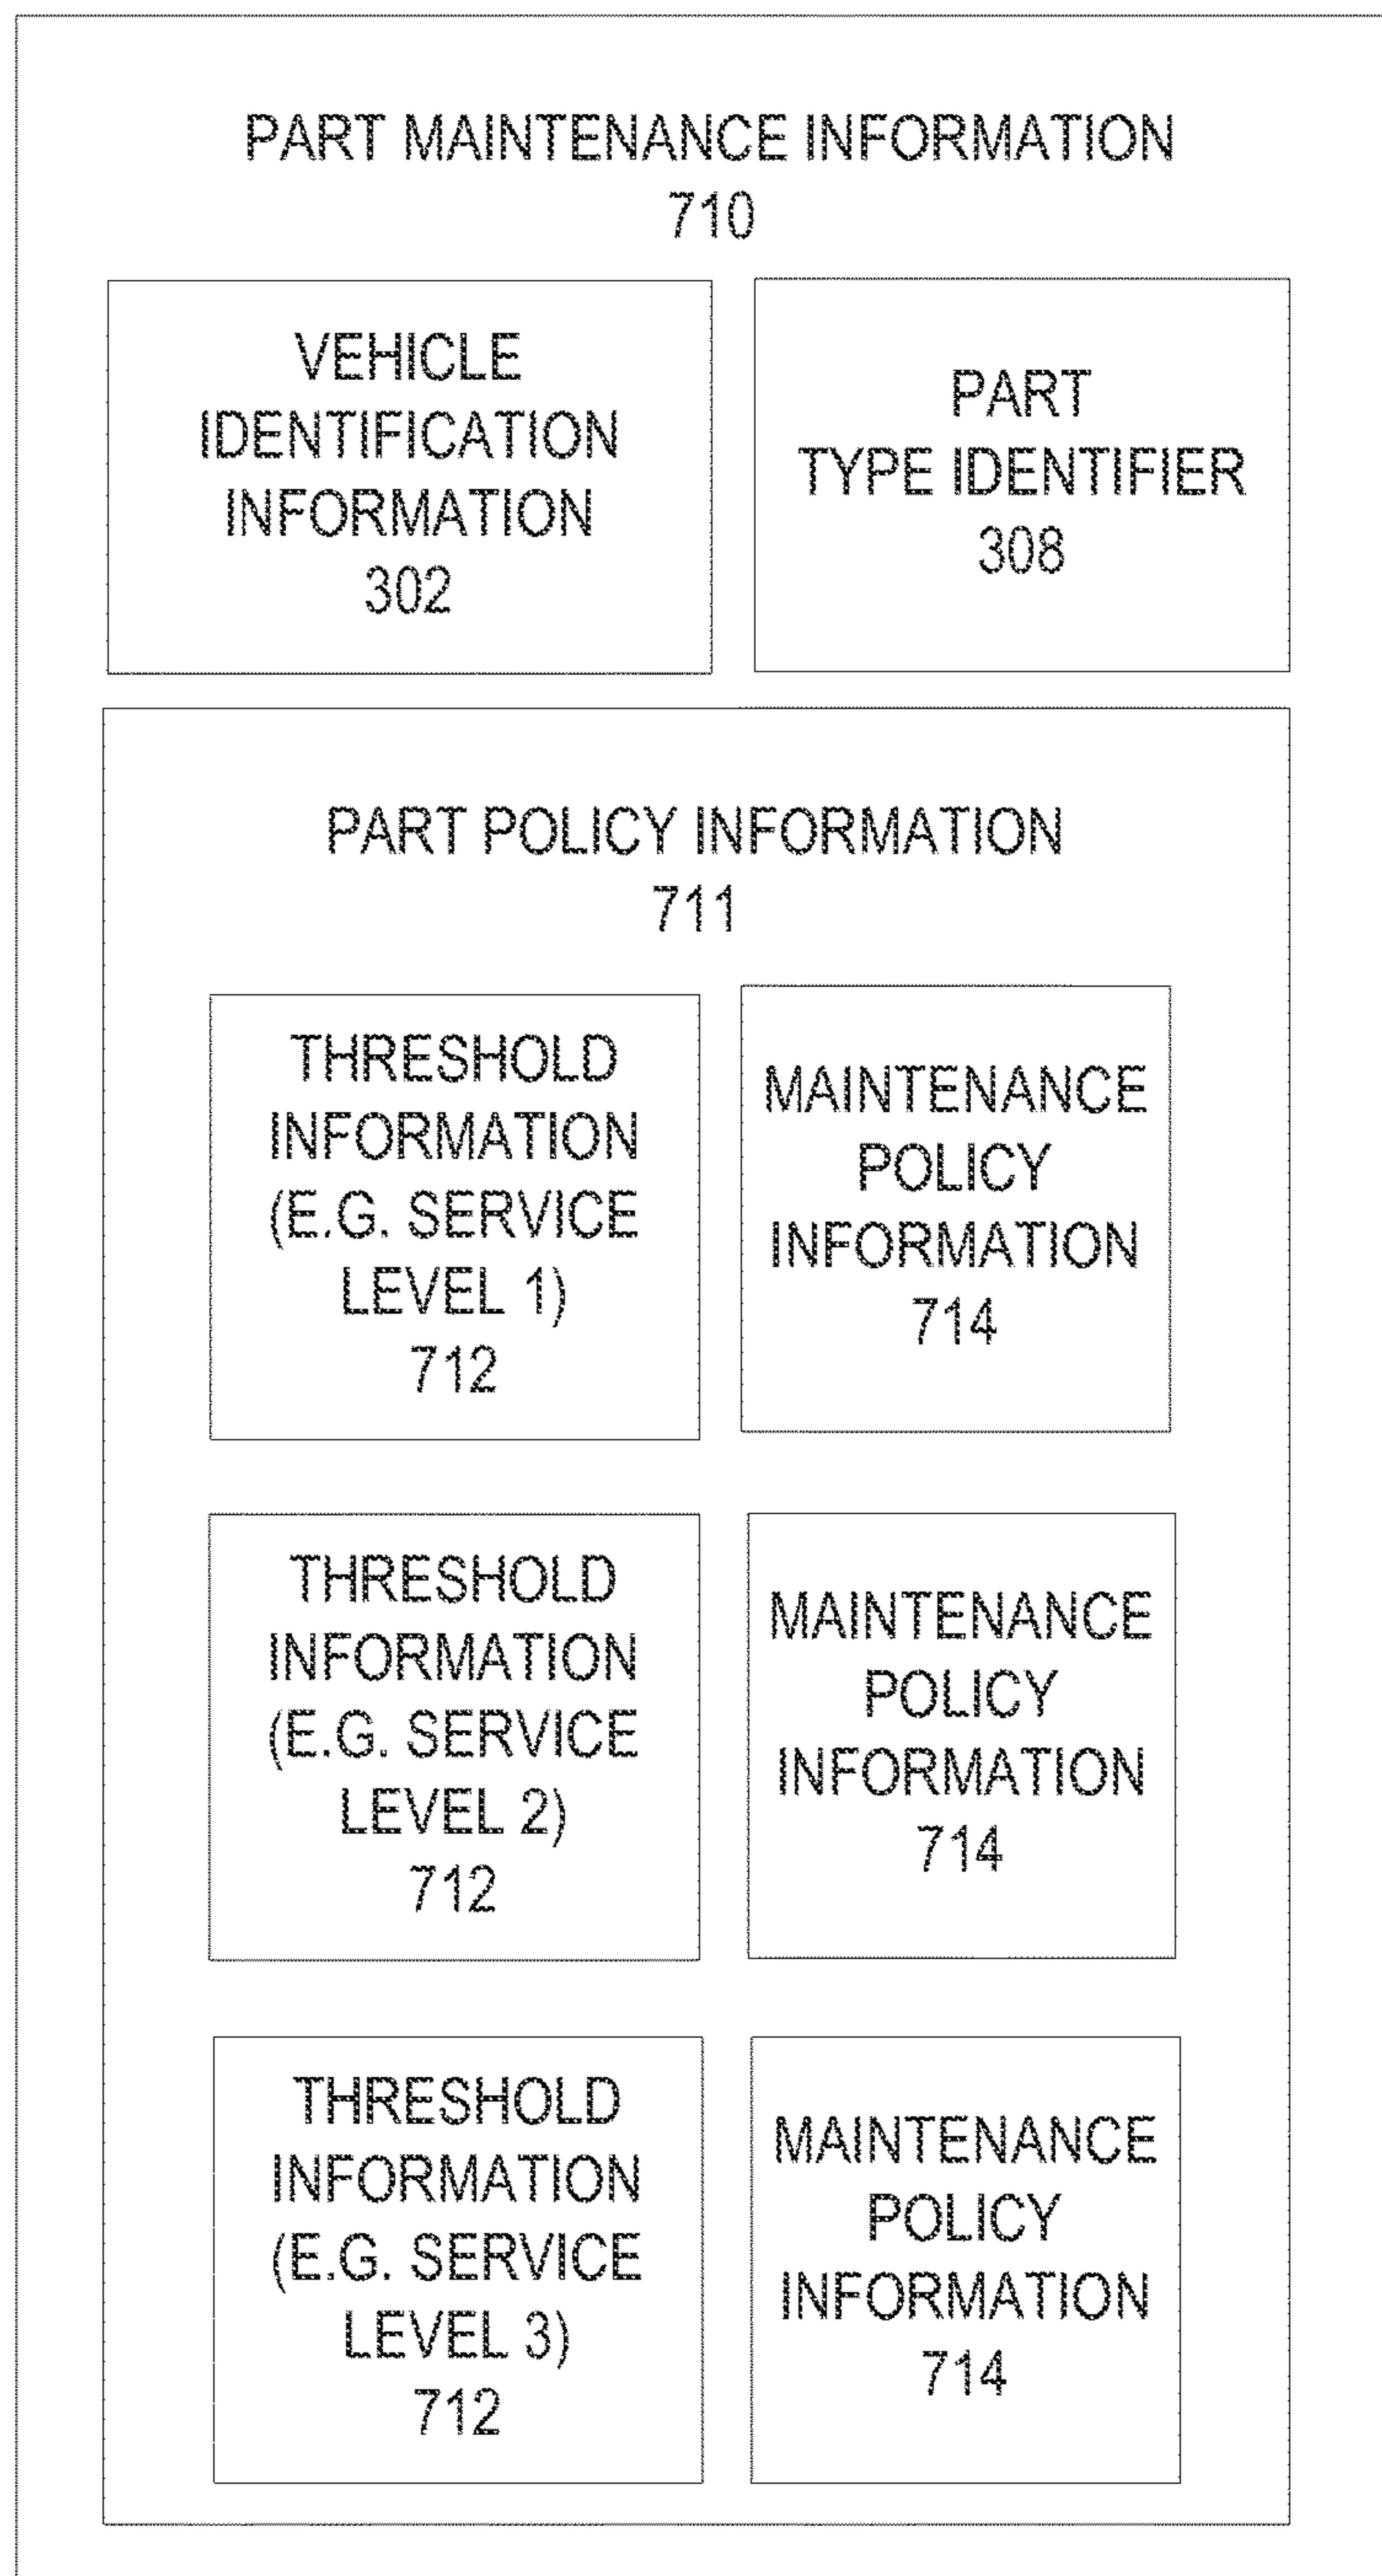 PART MAINTENANCE INFORMATION
710
VEHICLE
IDENTIFICATION
INFORMATION
302
PART
TYPE IDENTIFIER
308
PART POLICY INFORMATION
711
THRESHOLD
INFORMATION
(E.G. SERVICE
LEVEL 1)
712
MAINTENANCE
POLICY
INFORMATION
714
THRESHOLD
INFORMATION
(E.G. SERVICE
LEVEL 2)
712
MAINTENANCE
POLICY
INFORMATION
714
THRESHOLD
INFORMATION
(E.G. SERVICE
LEVEL 3)
712
MAINTENANCE
POLICY
INFORMATION
714